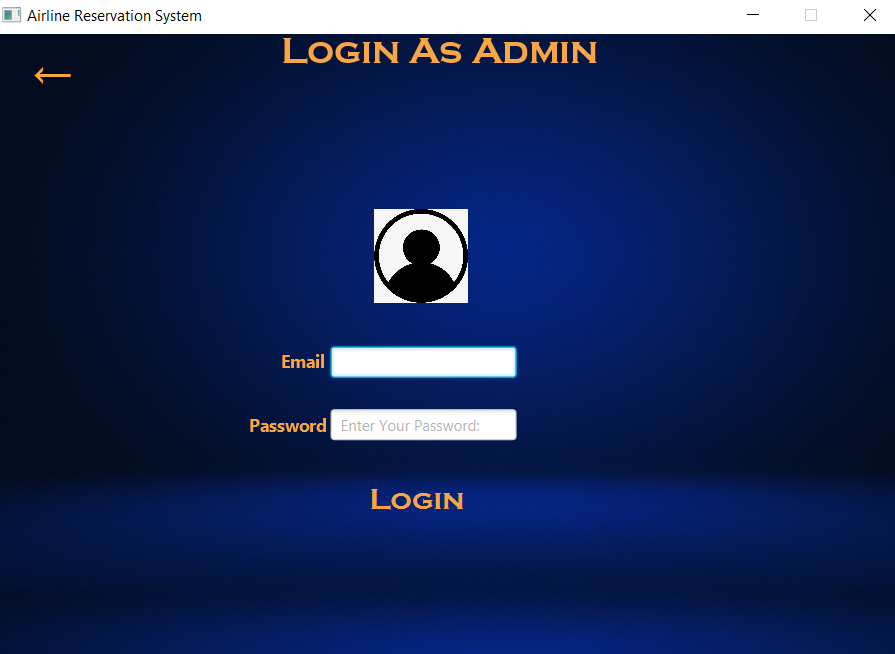 Airline Reservation System
Login As Admin
Email
Password Enter Your Password:
Login